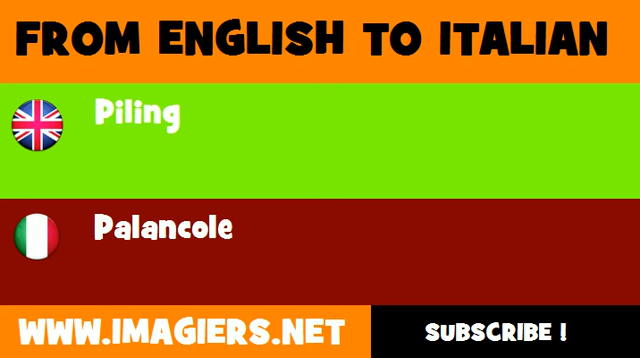 FROM ENGLISH TO ITALIAN
Piling
Palancole
WWW.IMAGIERS.NET
SUBSCRIBE !